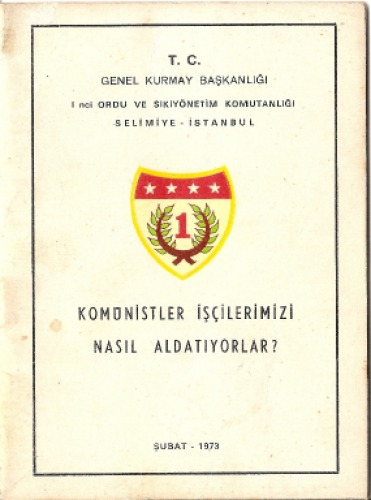 T. C.
GENEL KURMAY BAŞKANLIĞI
I nci ORDU VE SIKIYÖNETİM KOMUTANLIĞI
SELİMİYE - İSTANBUL
1
KOMÜNİSTLER İŞÇİLERİMİZİ
NASIL ALDATIYORLAR?
ŞUBAT - 1973